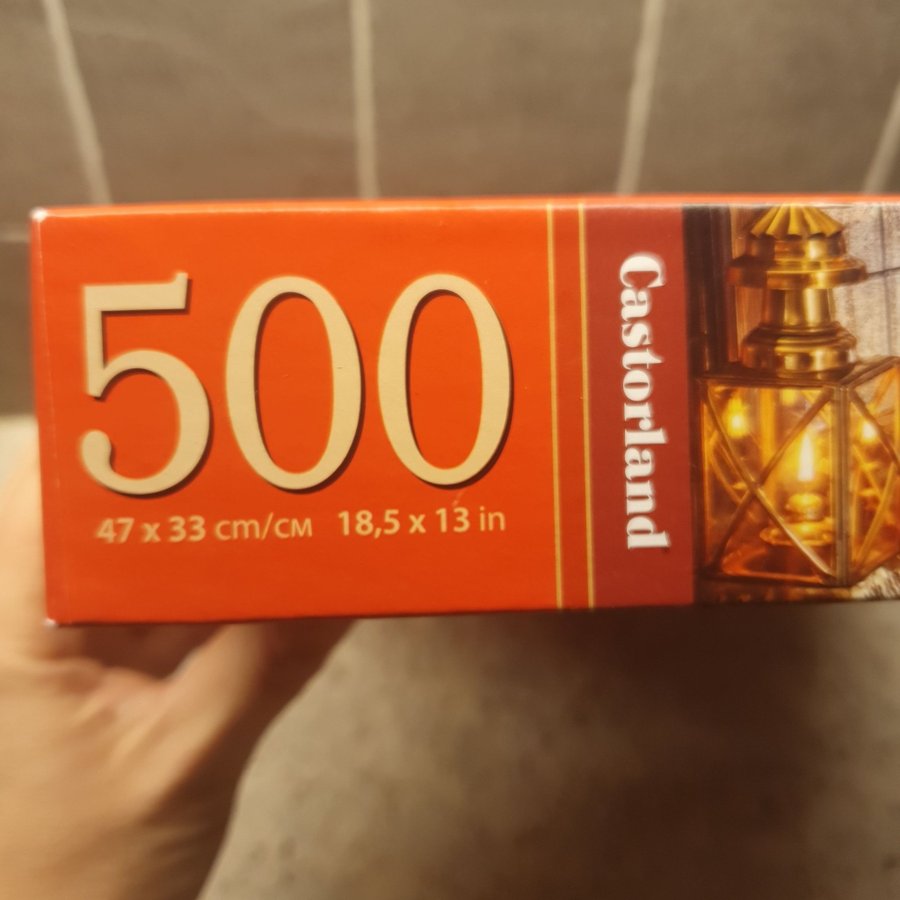 500
47 x 33 cm/см 18,5 x 13 in
Castorland